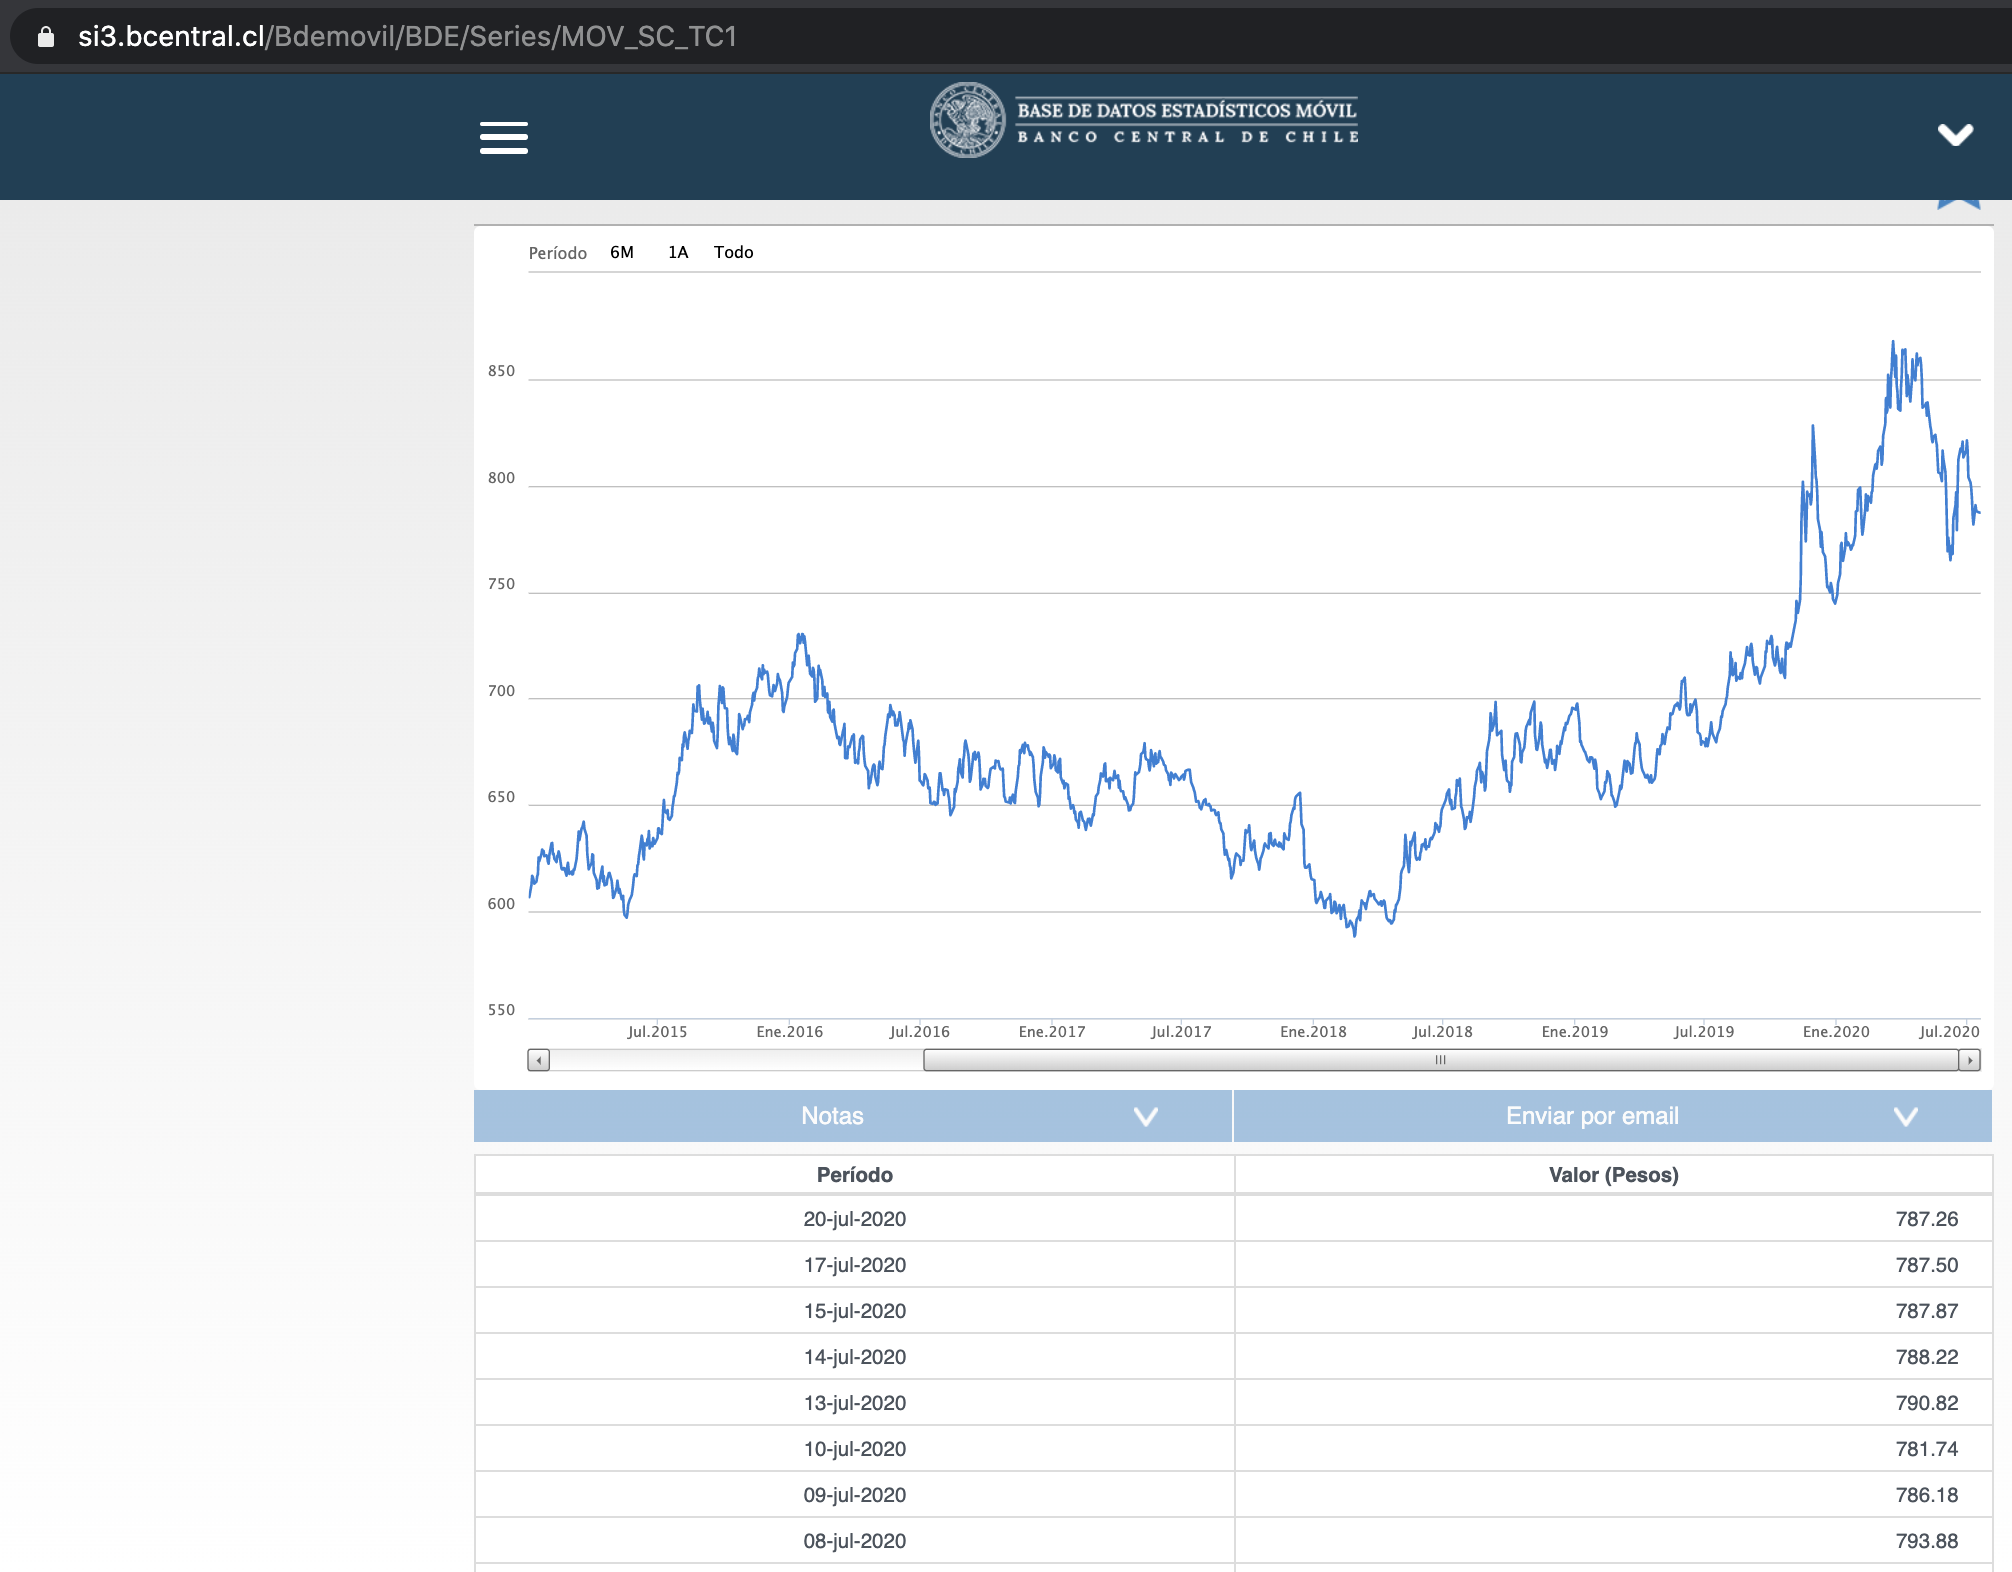 si3.bcentral.cl/Bdemovil/BDE/Series/MOV_SC_TC1
BASE DE DATOS ESTADÍSTICOS MÓVIL
BANCO CENTRAL DE CHILE
Período 6M 1A Todo
850
800
750
700
650
600
550
Jul.2015 Ene.2016 Jul.2016 Ene.2017 Jul.2017 Ene.2018 Jul.2018 Ene.2019 Jul.2019 Ene.2020 Jul.2020
Notas Enviar por email
Período Valor (Pesos)
20-jul-2020 787.26
17-jul-2020 787.50
15-jul-2020 787.87
14-jul-2020 788.22
13-jul-2020 790.82
10-jul-2020 781.74
09-jul-2020 786.18
08-jul-2020 793.88